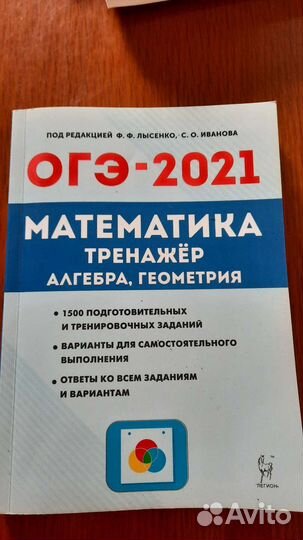 ПОД РЕДАКЦИЕЙ Ф. Ф. ЛЫСЕНКО, С. О. ИВАНОВА
ОГЭ-2021
МАТЕМАТИКА
ТРЕНАЖЁР
АЛГЕБРА, ГЕОМЕТРИЯ
• 1500 ПОДГОТОВИТЕЛЬНЫХ
И ТРЕНИРОВОЧНЫХ ЗАДАНИЙ
• ВАРИАНТЫ ДЛЯ САМОСТОЯТЕЛЬНОГО
ВЫПОЛНЕНИЯ
• ОТВЕТЫ КО ВСЕМ ЗАДАНИЯМ
И ВАРИАНТАМ
ЛЕГИОН
Avito